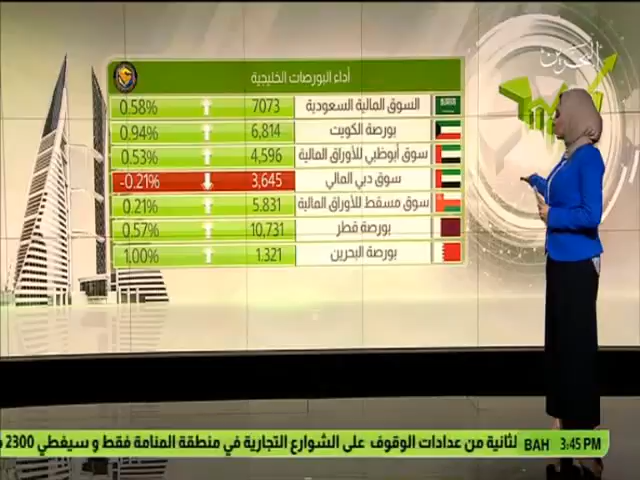 البحرين
أداء البورصات الخليجية
السوق المالية السعودية 7073 0.58%
بورصة الكويت 6,814 0.94%
سوق أبوظبي للأوراق المالية 4,596 0.53%
سوق دبي المالي 3,645 -0.21%
سوق مسقط للأوراق المالية 5.831 0.21%
بورصة قطر 10,731 0.57%
بورصة البحرين 1.321 1.00%
لثانية من عدادات الوقوف على الشوارع التجارية في منطقة المنامة فقط و سيغطي 2300
BAH 3:45 PM